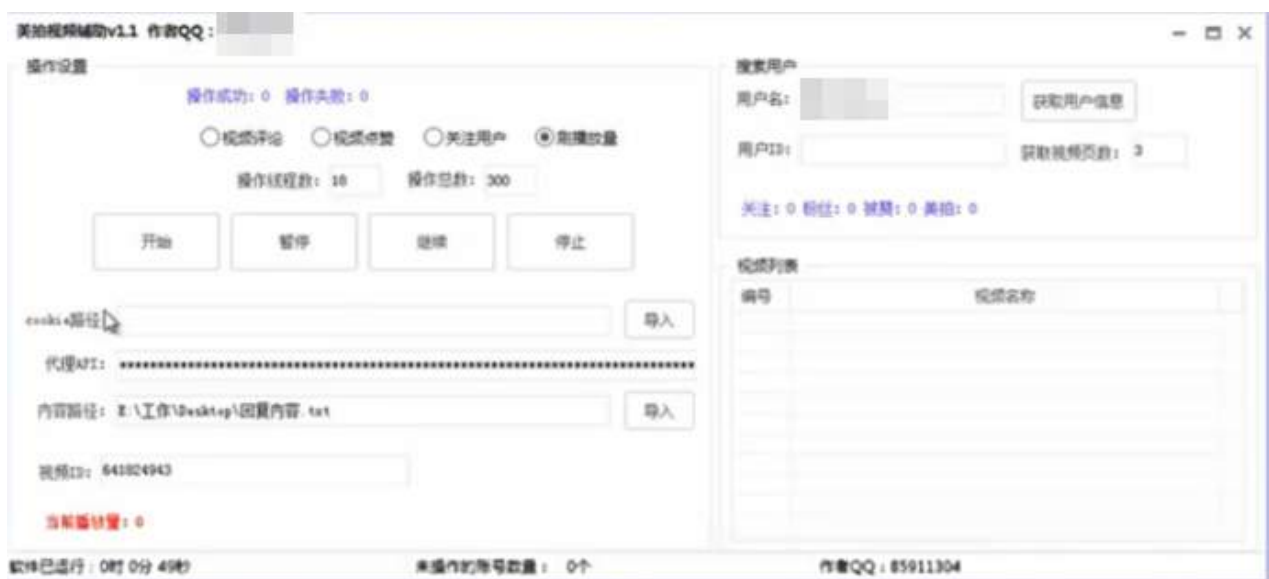 美拍视频辅助v1.1 作者QQ：
操作设置
操作成功：0 操作失败：0
视频评论 视频点赞 关注用户 刷播放量
操作线程数：10 操作总数：300
开始 暂停 继续 停止
cookie路径
导入
代理API： ****************************************************************************
内容路径： E:\工作\Desktop\回复内容.txt 导入
视频ID： 641824943
当前播放量：0
搜索用户
用户名： 获取用户信息
用户ID： 获取视频页数： 3
关注：0 粉丝：0 被赞：0 美拍：0
视频列表
编号 视频名称
软件已运行：0时 0分 49秒 未操作的账号数量： 0个 作者QQ：85911304